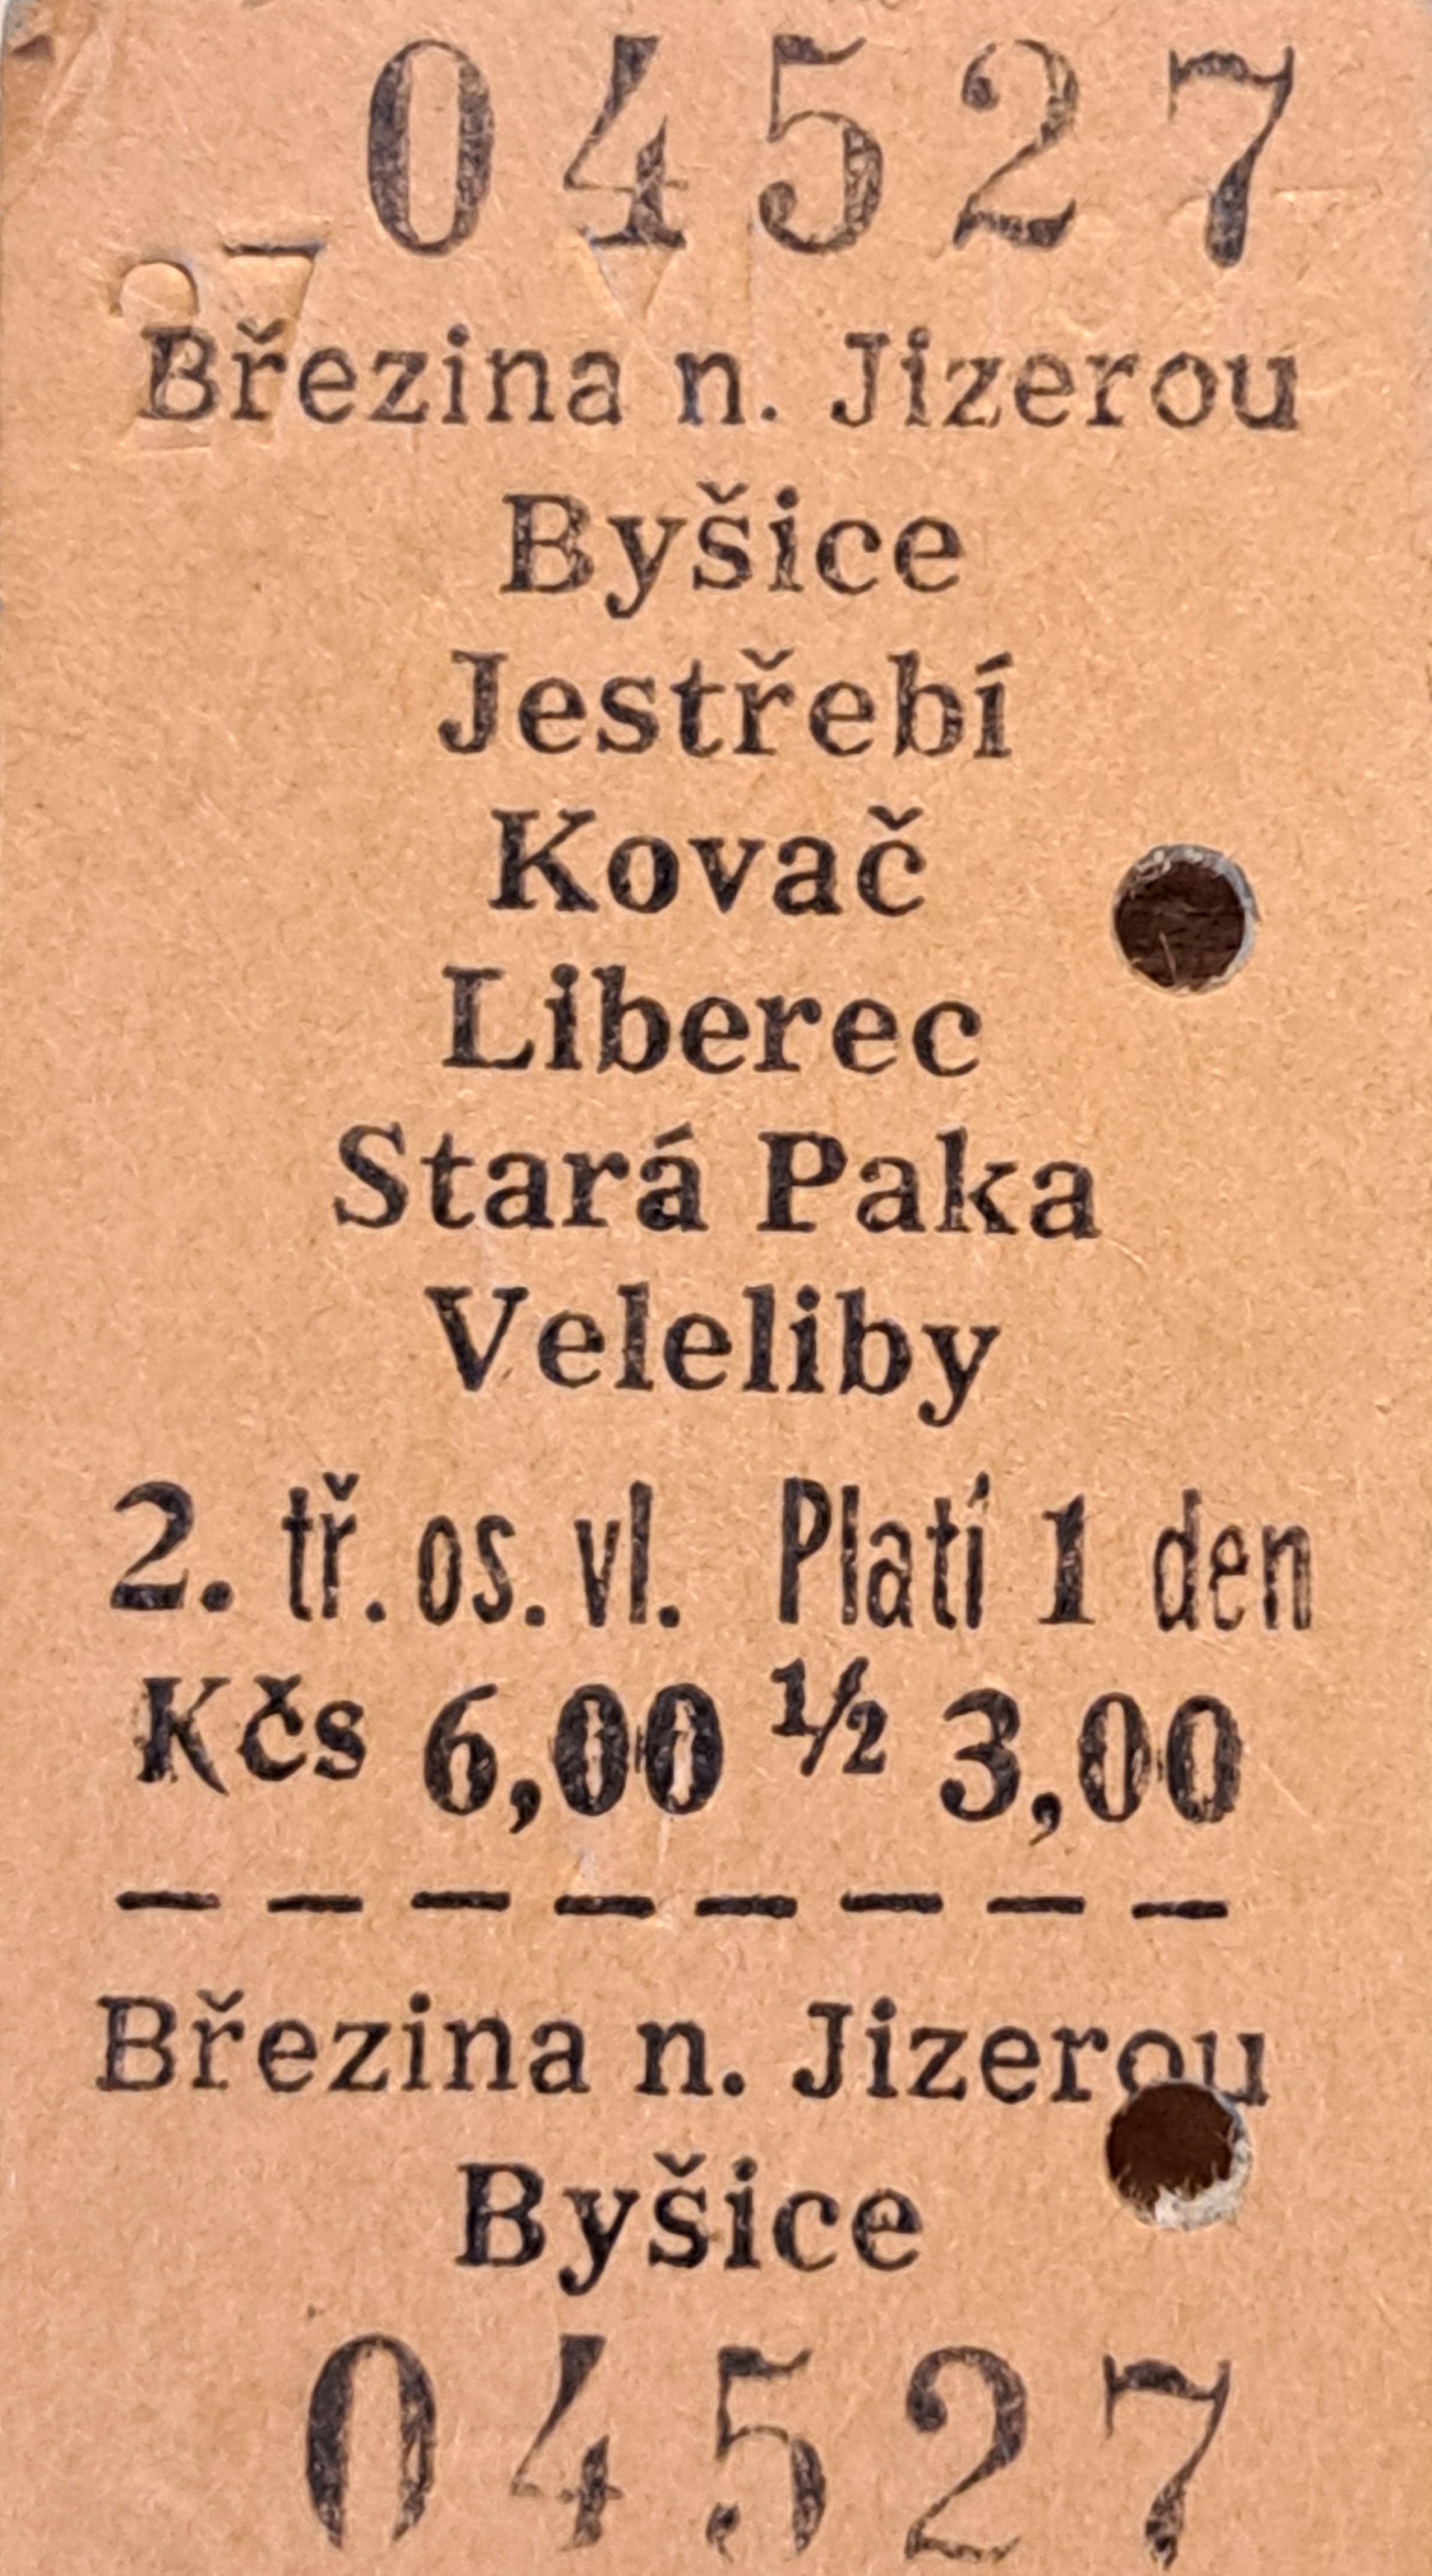 04527
Březina n. Jizerou
Byšice
Jestřebí
Kovač
Liberec
Stará Paka
Veleliby
2. tř. os. vl. Platí 1 den
Kčs 6,00 ½ 3,00
Březina n. Jizerou
Byšice
04527